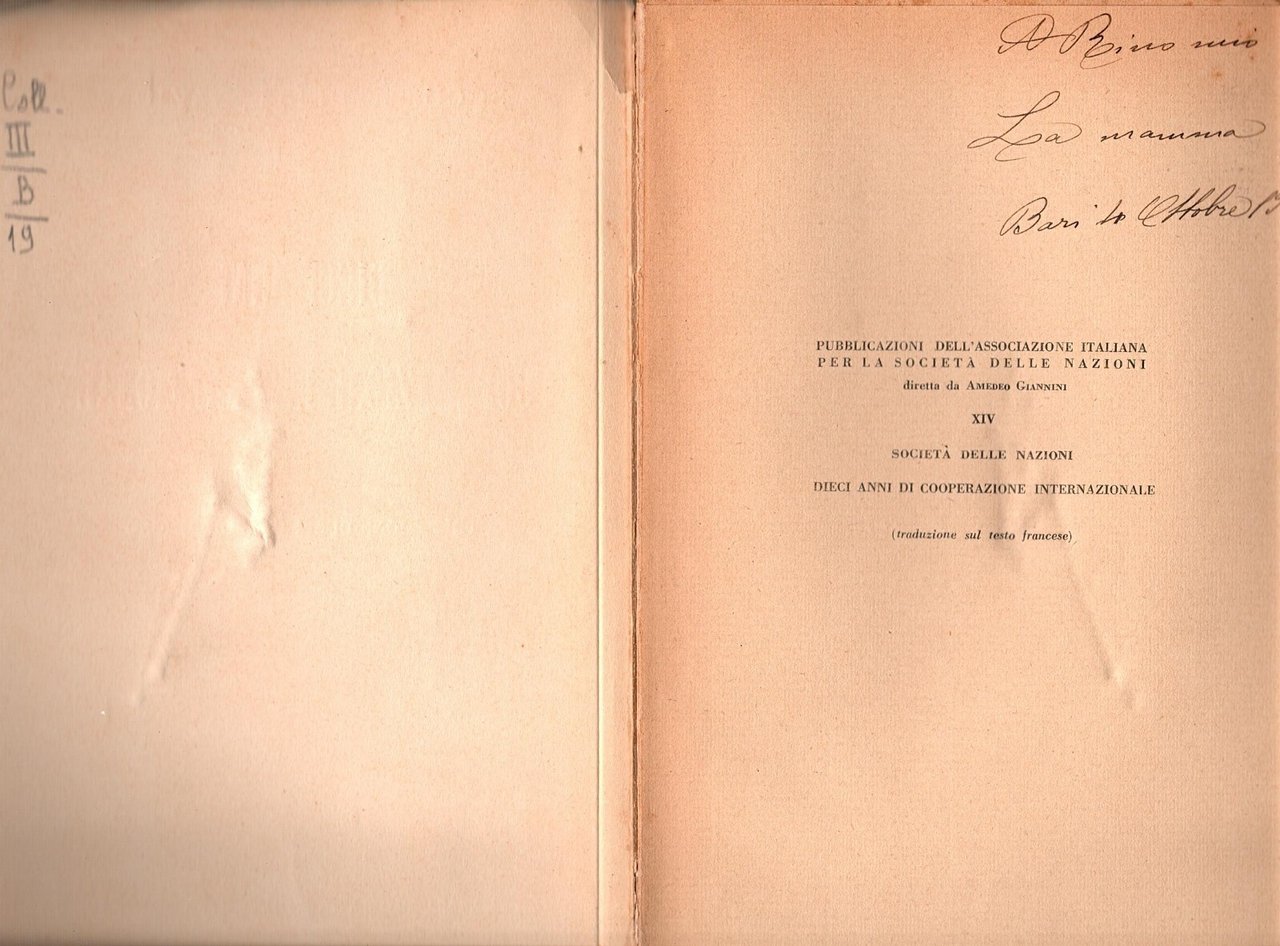 Coll.
III
B
19
A Rino mio
La mamma
Bari 10 Ottobre
PUBBLICAZIONI DELL'ASSOCIAZIONE ITALIANA
PER LA SOCIETÀ DELLE NAZIONI
diretta da AMEDEO GIANNINI
XIV
SOCIETÀ DELLE NAZIONI
DIECI ANNI DI COOPERAZIONE INTERNAZIONALE
(traduzione sul testo francese)